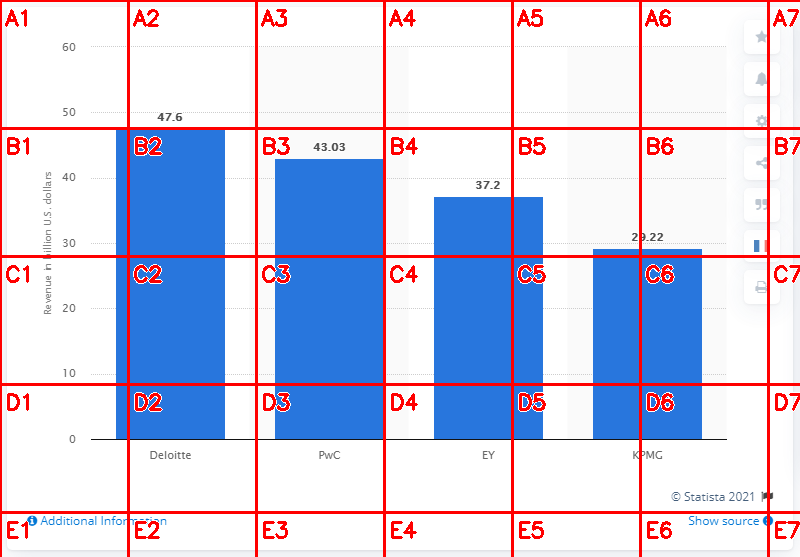 A1 A2 A3 A4 A5 A6 A7
60
50
47.6
B1 B2 B3 B4 B5 B6 B7
43.03
40
37.2
Revenue in billion U.S. dollars
30
29.22
C1 C2 C3 C4 C5 C6 C7
20
10
D1 D2 D3 D4 D5 D6 D7
0
Deloitte PwC EY KPMG
© Statista 2021
Additional Information Show source
E1 E2 E3 E4 E5 E6 E7